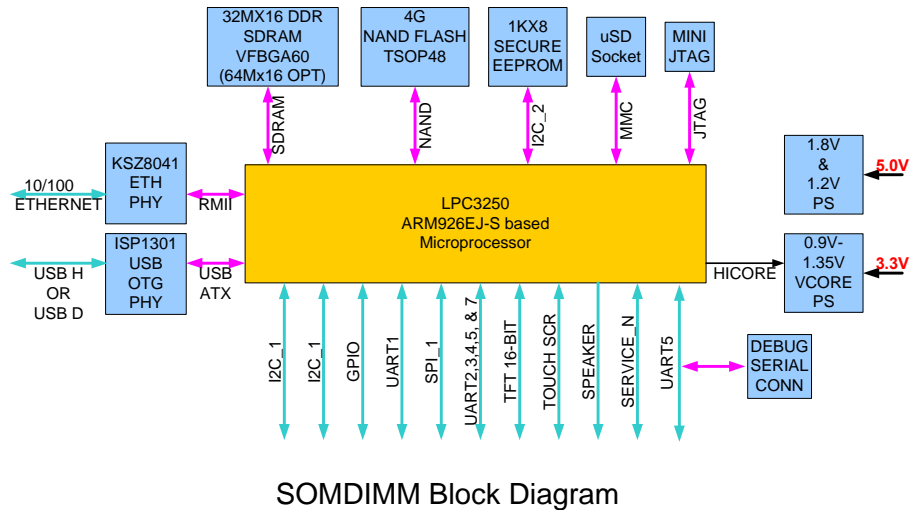 32MX16 DDR
SDRAM
VFBGA60
(64Mx16 OPT)
4G
NAND FLASH
TSOP48
1KX8
SECURE
EEPROM
uSD
Socket
MINI
JTAG
SDRAM
NAND
I2C_2
MMC
JTAG
KSZ8041
ETH
PHY
10/100
ETHERNET
RMII
LPC3250
ARM926EJ-S based
Microprocessor
1.8V
&
1.2V
PS
5.0V
ISP1301
USB
OTG
PHY
USB H
OR
USB D
USB
ATX
HICORE
0.9V-
1.35V
VCORE
PS
3.3V
I2C_1
I2C_1
GPIO
UART1
SPI_1
UART2,3,4,5, & 7
TFT 16-BIT
TOUCH SCR
SPEAKER
SERVICE_N
UART5
DEBUG
SERIAL
CONN
SOMDIMM Block Diagram